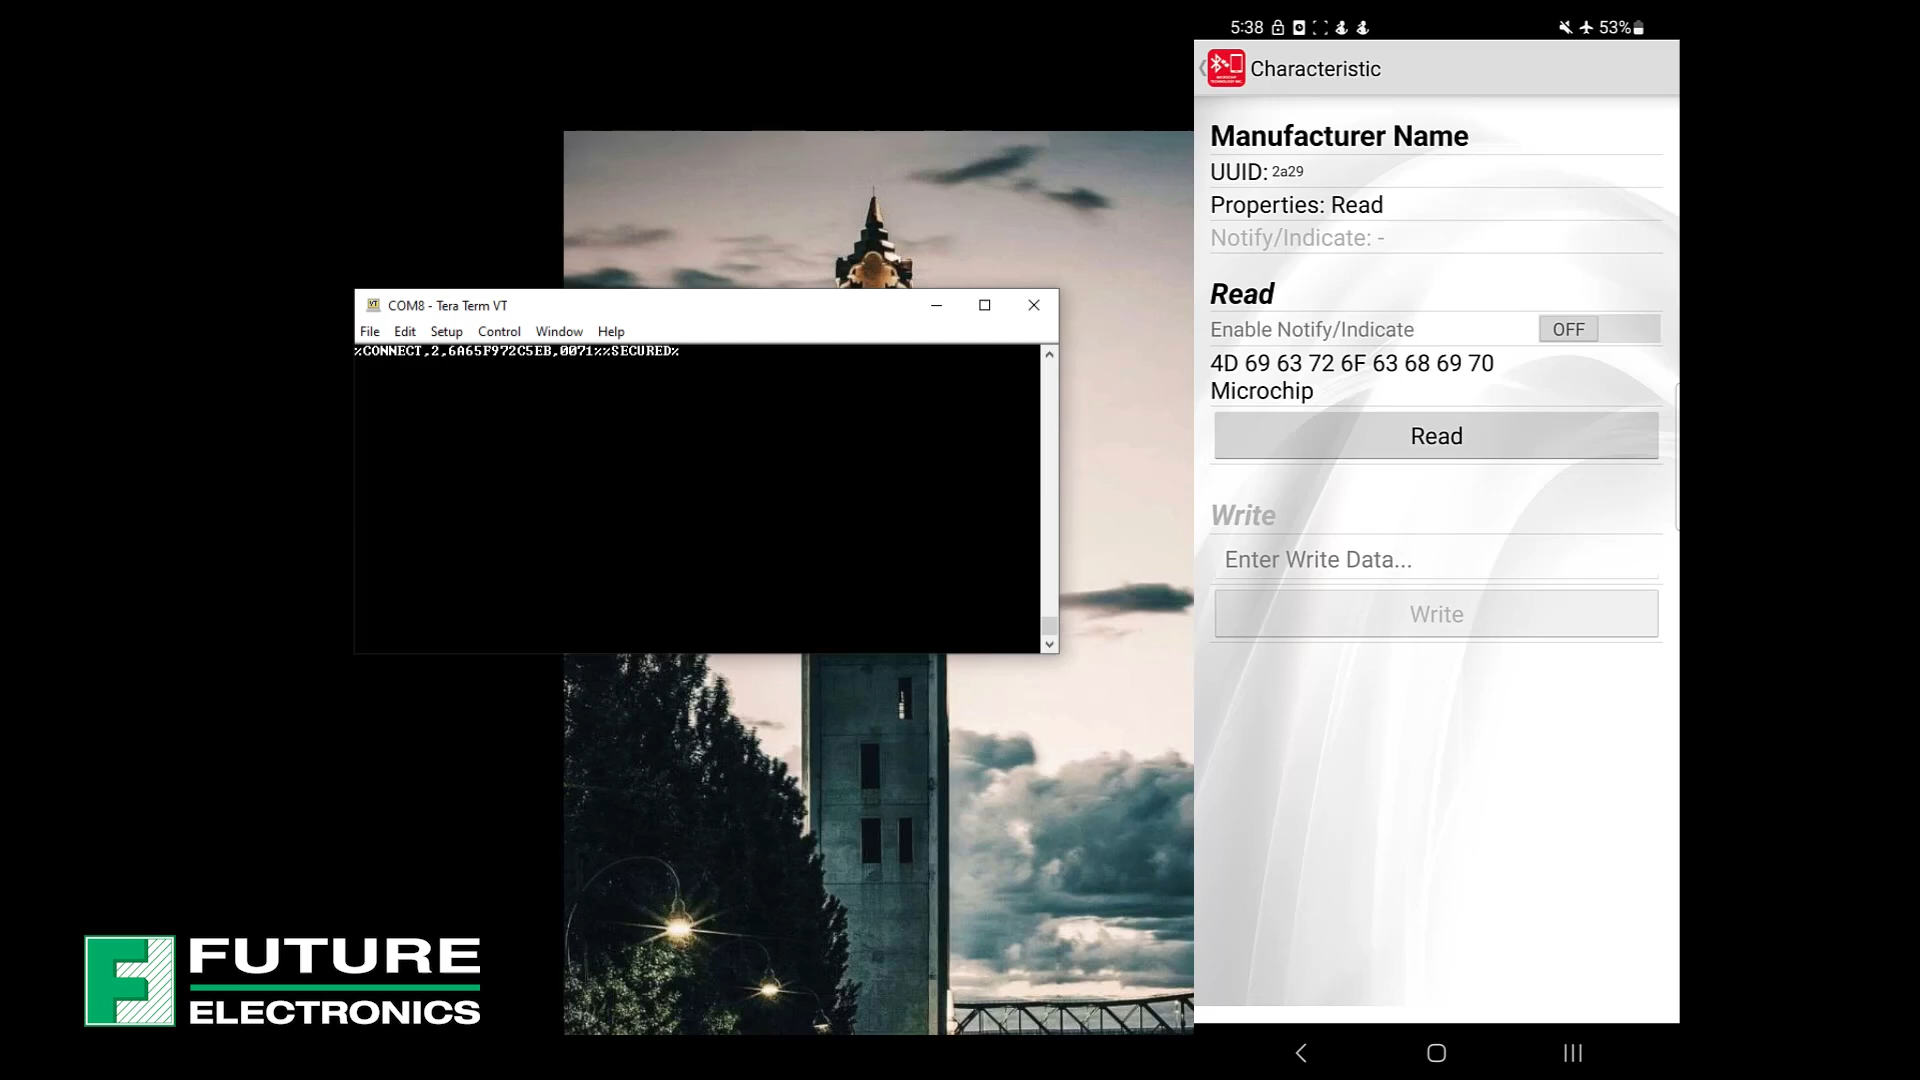 COM8 - Tera Term VT
File Edit Setup Control Window Help
%CONNECT,2,6A65F972C5EB,0071%%SECURED%
FUTURE
ELECTRONICS
5:38
53%
Characteristic
Manufacturer Name
UUID: 2a29
Properties: Read
Notify/Indicate: -
Read
Enable Notify/Indicate OFF
4D 69 63 72 6F 63 68 69 70
Microchip
Read
Write
Enter Write Data...
Write